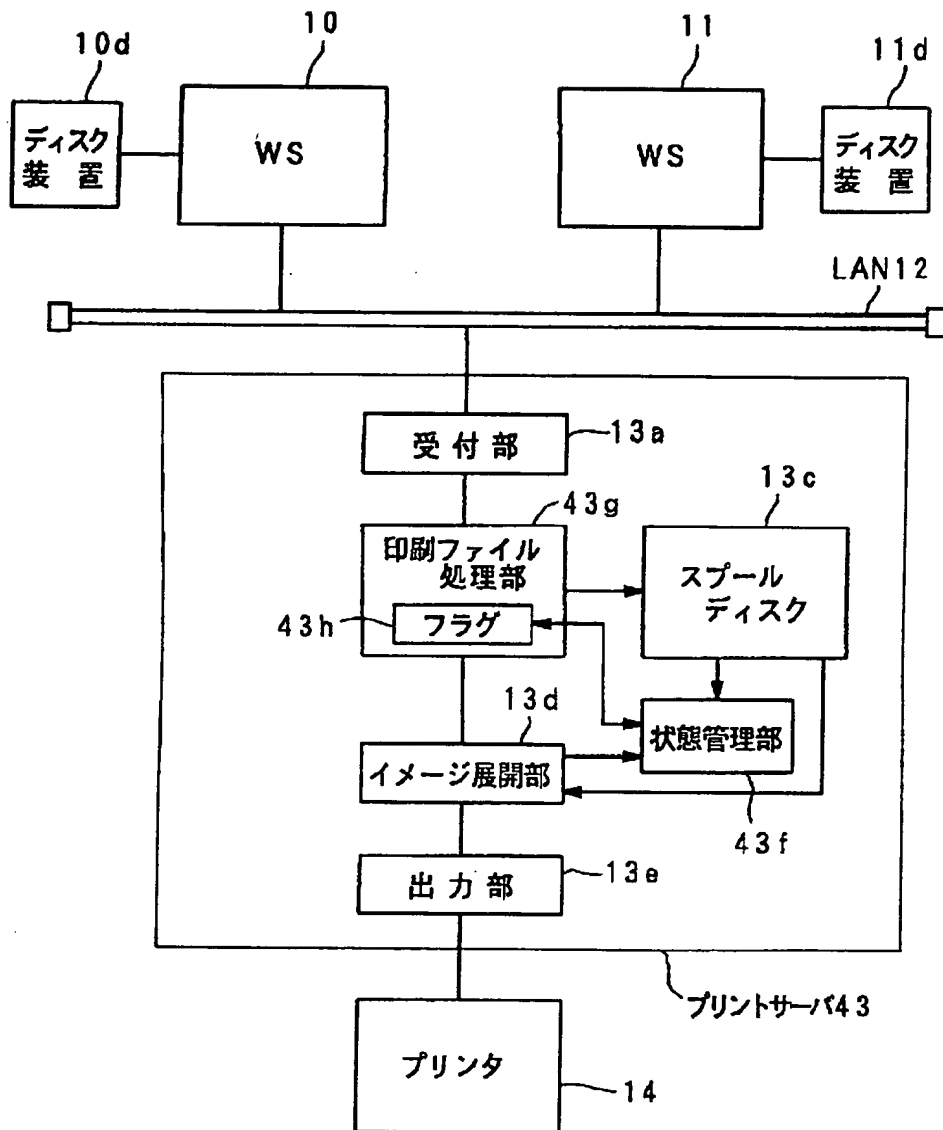 10d
10
11
11d
ディスク
装置
WS
WS
ディスク
装置
LAN12
受付部
13a
43g
13c
印刷ファイル
処理部
スプール
ディスク
43h
フラグ
13d
状態管理部
イメージ展開部
43f
出力部
13e
プリントサーバ43
プリンタ
14